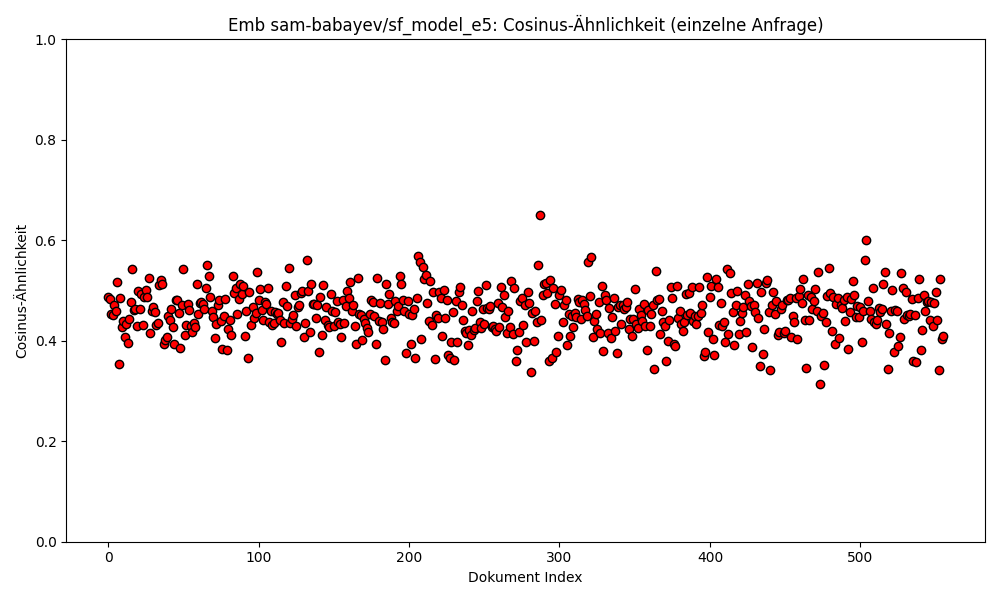 Emb sam-babayev/sf_model_e5: Cosinus-Ähnlichkeit (einzelne Anfrage)
1.0
0.8
0.6
0.4
0.2
0.0
Cosinus-Ähnlichkeit
0 100 200 300 400 500
Dokument Index